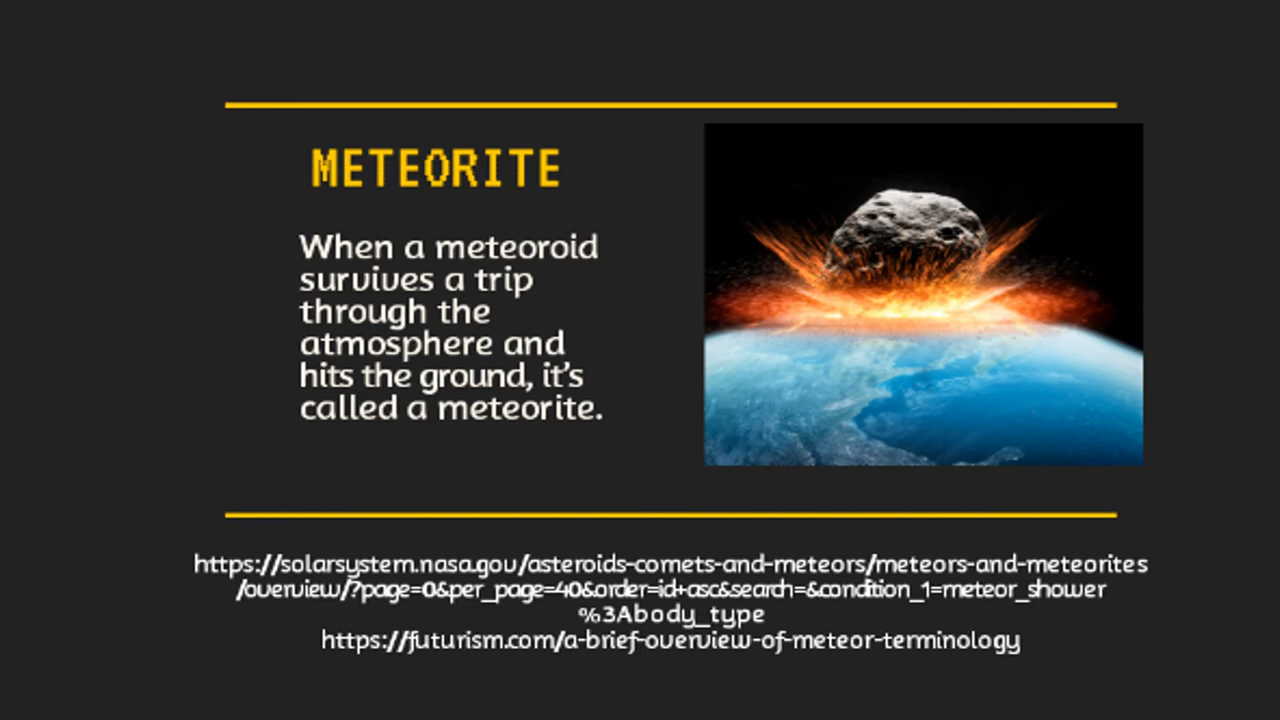 METEORITE
When a meteoroid
survives a trip
through the
atmosphere and
hits the ground, it's
called a meteorite.
https://solarsystem.nasa.gov/asteroids-comets-and-meteors/meteors-and-meteorites
/overview/?page=0&per_page=40&order=id+asc&search=&condition_1=meteor_shower
%3Abody_type
https://futurism.com/a-brief-overview-of-meteor-terminology